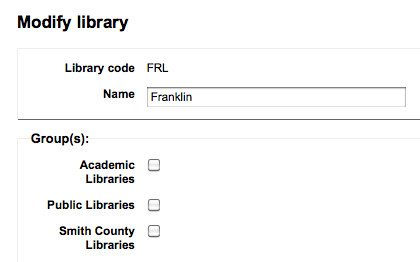 Modify library
Library code FRL
Name Franklin
Group(s):
Academic
Libraries
Public Libraries
Smith County
Libraries